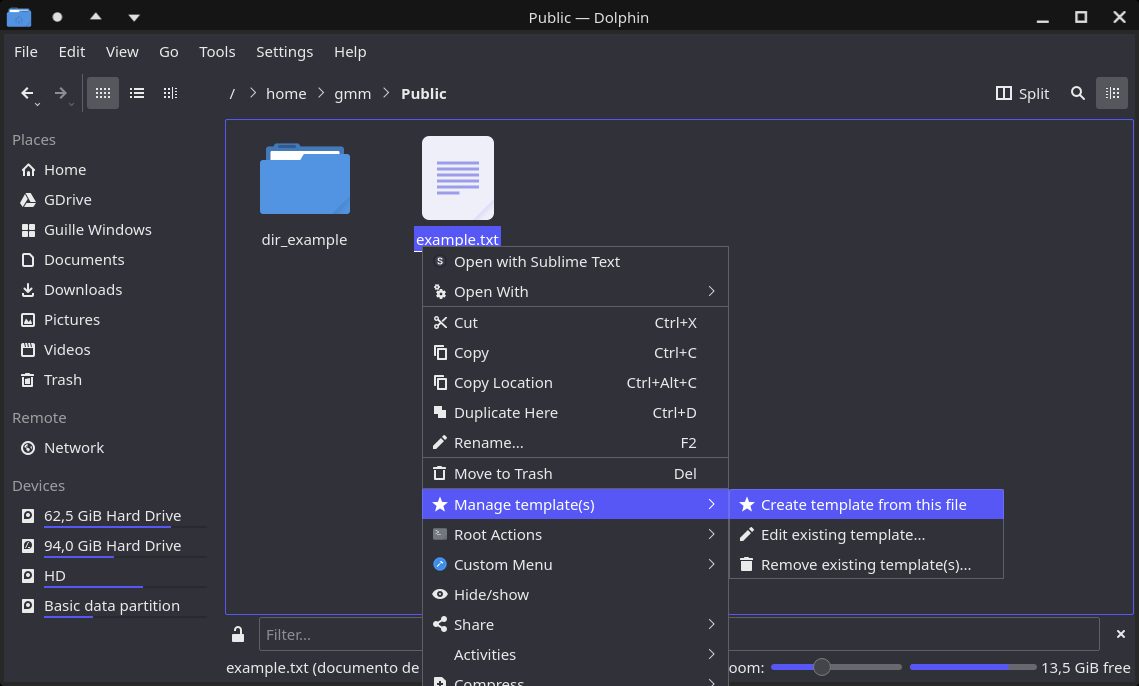 Public — Dolphin
File Edit View Go Tools Settings Help
/ home gmm Public
Split
Places
Home
GDrive
Guille Windows
Documents
Downloads
Pictures
Videos
Trash
Remote
Network
Devices
62,5 GiB Hard Drive
94,0 GiB Hard Drive
HD
Basic data partition
dir_example
example.txt
S Open with Sublime Text
Open With
Cut Ctrl+X
Copy Ctrl+C
Copy Location Ctrl+Alt+C
Duplicate Here Ctrl+D
Rename... F2
Move to Trash Del
Manage template(s)
Root Actions
Custom Menu
Hide/show
Share
Activities
Compress
Create template from this file
Edit existing template...
Remove existing template(s)...
Filter...
example.txt (documento de
oom:
13,5 GiB free